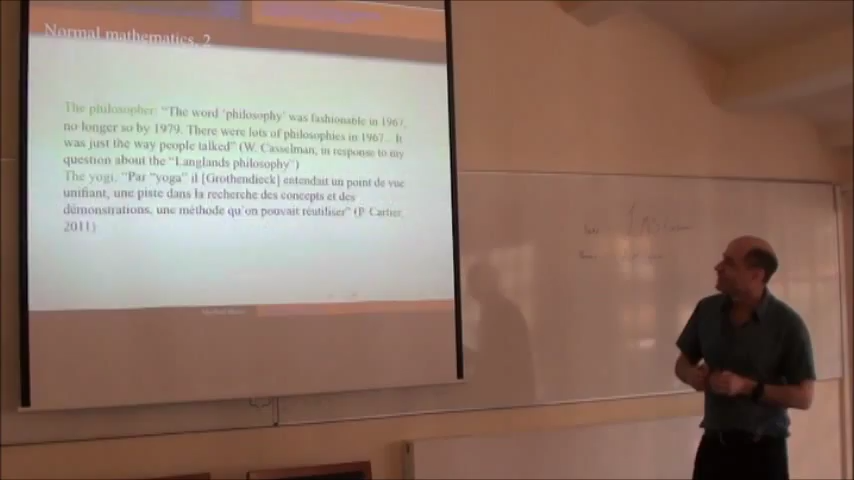 Normal mathematics, 2
The philosopher: “The word ‘philosophy’ was fashionable in 1967,
no longer so by 1979. There were lots of philosophies in 1967... It
was just the way people talked” (W. Casselman, in response to my
question about the “Langlands philosophy”)
The yogi. “Par “yoga” il [Grothendieck] entendait un point de vue
unifiant, une piste dans la recherche des concepts et des
démonstrations, une méthode qu’on pouvait réutiliser” (P. Cartier,
2011)